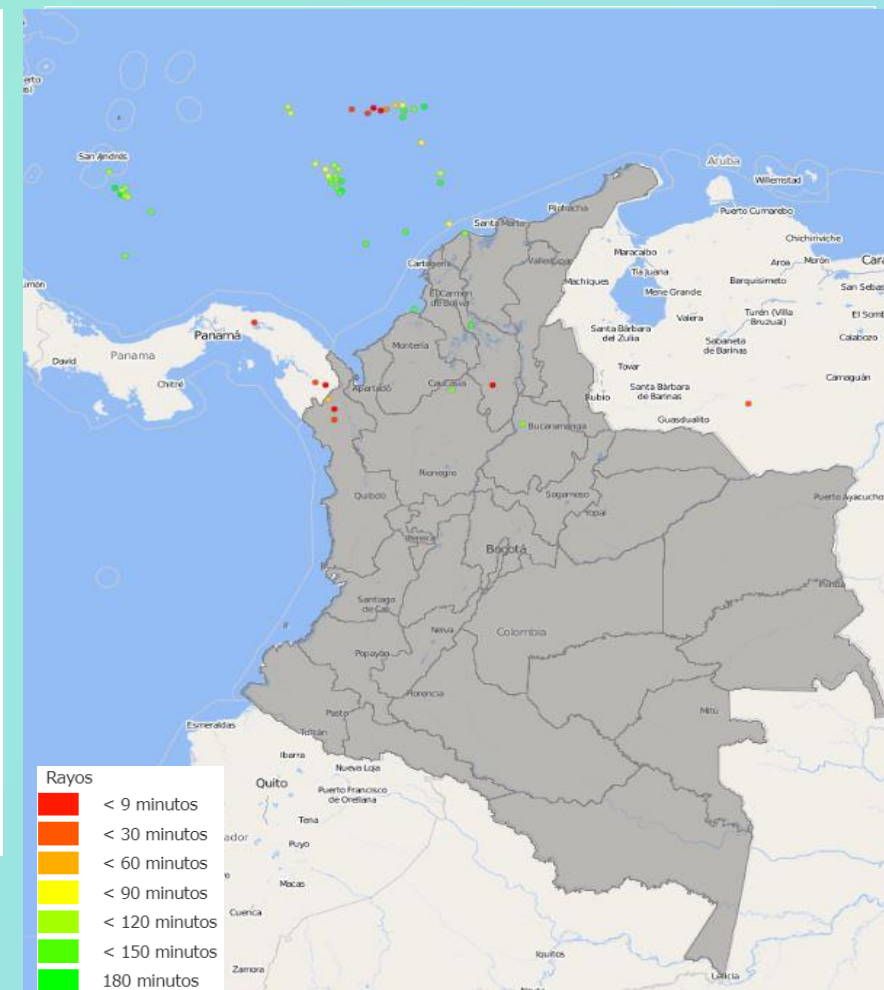 San Andrés
Aruba
Willemstad
Riohacha
Puerto Cumarebo
Santa Marta
Chichiriviche
Maracaibo
Valledupar
Cartagena
Aroa
Morón
Cara
Tía Juana
Machiques
Barquisimeto
San Sebas
Mene Grande
El Carmen
de Bolívar
Valera
Turén (Villa
Bruzual)
El Somb
Santa Bárbara
del Zulia
Panamá
Sabaneta
de Barinas
Calabozo
Montería
David
Panama
Tovar
Camaguán
Chitré
Apartadó
Caucasia
Santa Bárbara
de Barinas
Rubio
Guasdualito
Bucaramanga
Rionegro
Quibdó
Sogamoso
Puerto Ayacucho
Yopal
Pereira
Bogotá
Santiago
de Cali
Neiva
Colombia
Popayán
Florencia
Mitú
Pasto
Esmeraldas
Tulcán
Ibarra
Nueva Loja
Quito
Puerto Francisco
de Orellana
Tena
Puyo
Macas
Cuenca
Iquitos
Zamora
Leticia
Rayos
< 9 minutos
< 30 minutos
< 60 minutos
< 90 minutos
< 120 minutos
< 150 minutos
180 minutos